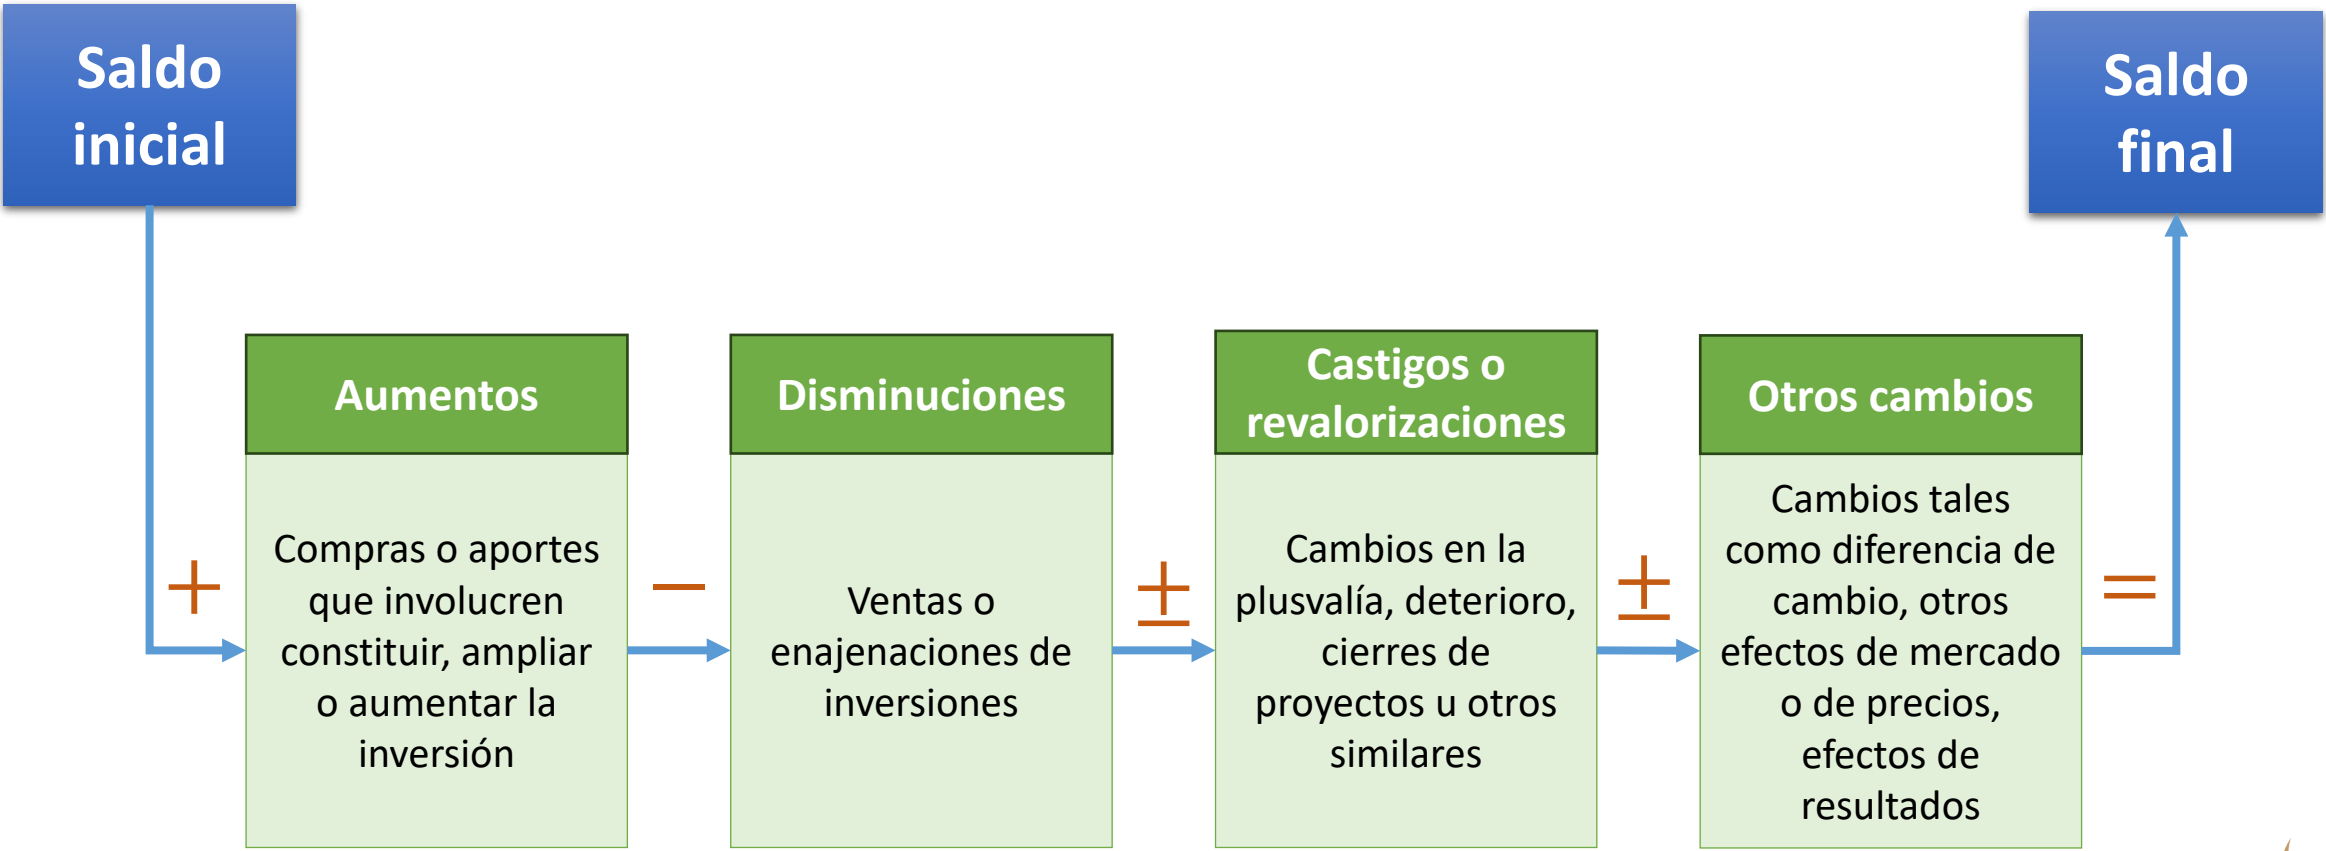 Saldo
inicial
Saldo
final
+
Aumentos
Compras o aportes
que involucren
constituir, ampliar
o aumentar la
inversión
−
Disminuciones
Ventas o
enajenaciones de
inversiones
±
Castigos o
revalorizaciones
Cambios en la
plusvalía, deterioro,
cierres de
proyectos u otros
similares
±
Otros cambios
Cambios tales
como diferencia de
cambio, otros
efectos de mercado
o de precios,
efectos de
resultados
=